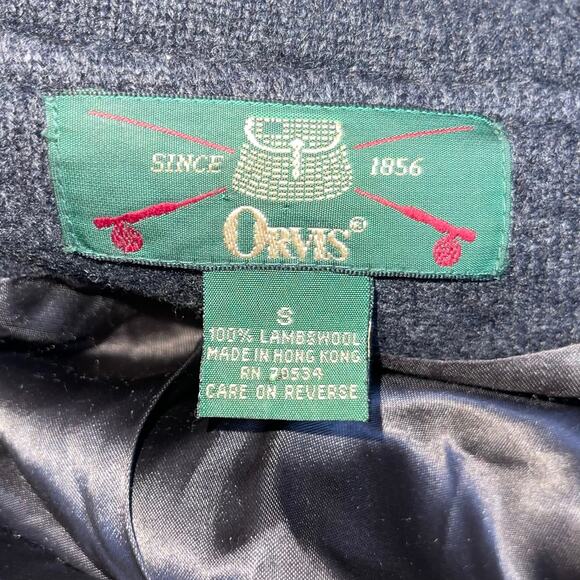 SINCE 1856
ORVIS®
S
100% LAMBSWOOL
MADE IN HONG KONG
RN 70534
CARE ON REVERSE